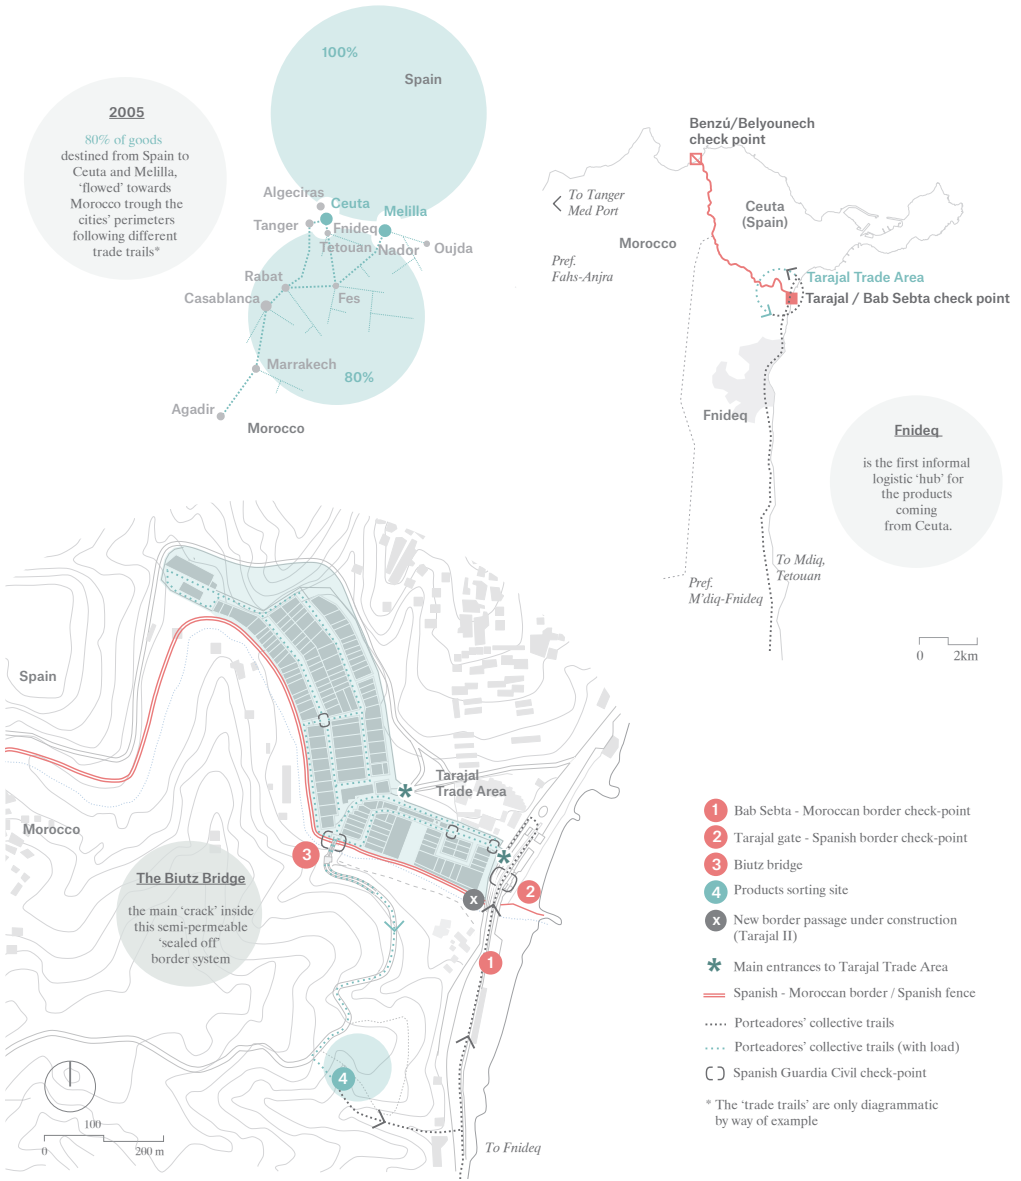 100%
Spain
2005
80% of goods
destined from Spain to
Ceuta and Melilla,
‘flowed’ towards
Morocco trough the
cities’ perimeters
following different
trade trails*
Algeciras
Ceuta
Melilla
Tanger
Fnideq
Tetouan
Nador
Oujda
Rabat
Casablanca
Fes
Marrakech
80%
Agadir
Morocco
Benzú/Belyounech
check point
To Tanger
Med Port
Ceuta
(Spain)
Morocco
Pref.
Fahs-Anjra
Tarajal Trade Area
Tarajal / Bab Sebta check point
Fnideq
Fnideq
is the first informal
logistic ‘hub’ for
the products
coming
from Ceuta.
To Mdiq,
Tetouan
Pref.
M'diq-Fnideq
0 2km
Spain
Morocco
Tarajal
Trade Area
3
The Biutz Bridge
the main ‘crack’ inside
this semi-permeable
‘sealed off’
border system
x
2
1
4
To Fnideq
100
0 200 m
1 Bab Sebta - Moroccan border check-point
2 Tarajal gate - Spanish border check-point
3 Biutz bridge
4 Products sorting site
x New border passage under construction
(Tarajal II)
* Main entrances to Tarajal Trade Area
Spanish - Moroccan border / Spanish fence
Porteadores’ collective trails
Porteadores’ collective trails (with load)
Spanish Guardia Civil check-point
* The ‘trade trails’ are only diagrammatic
by way of example